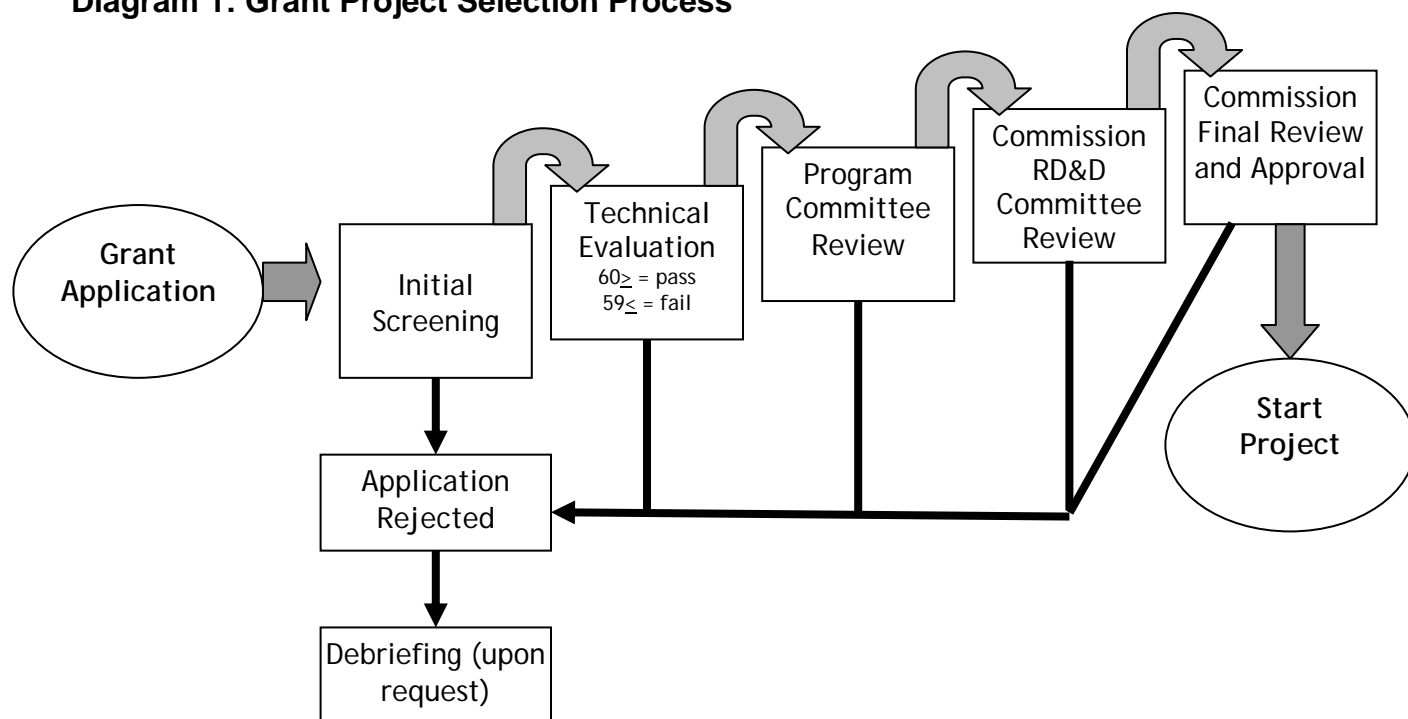 Diagram 1: Grant Project Selection Process
Grant
Application
Initial
Screening
Technical
Evaluation
60≥ = pass
59≤ = fail
Program
Committee
Review
Commission
RD&D
Committee
Review
Commission
Final Review
and Approval
Start
Project
Application
Rejected
Debriefing (upon
request)